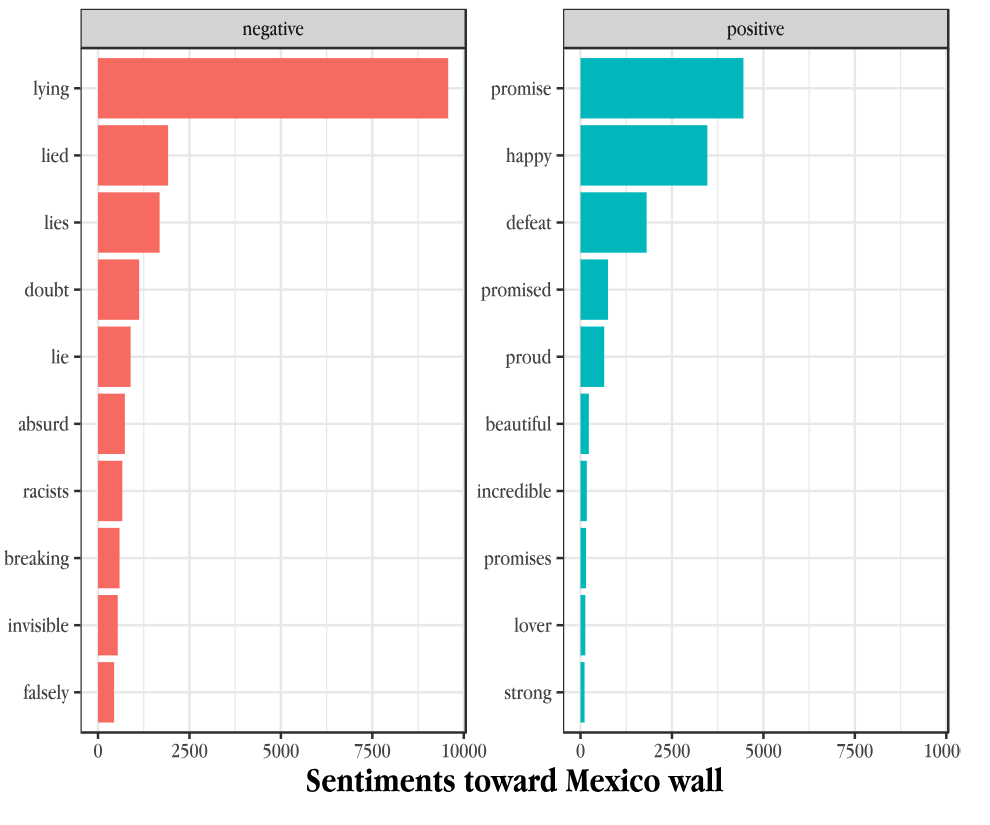 negative
positive
lying
lied
lies
doubt
lie
absurd
racists
breaking
invisible
falsely
promise
happy
defeat
promised
proud
beautiful
incredible
promises
lover
strong
0 2500 5000 7500 10000
0 2500 5000 7500 1000
Sentiments toward Mexico wall